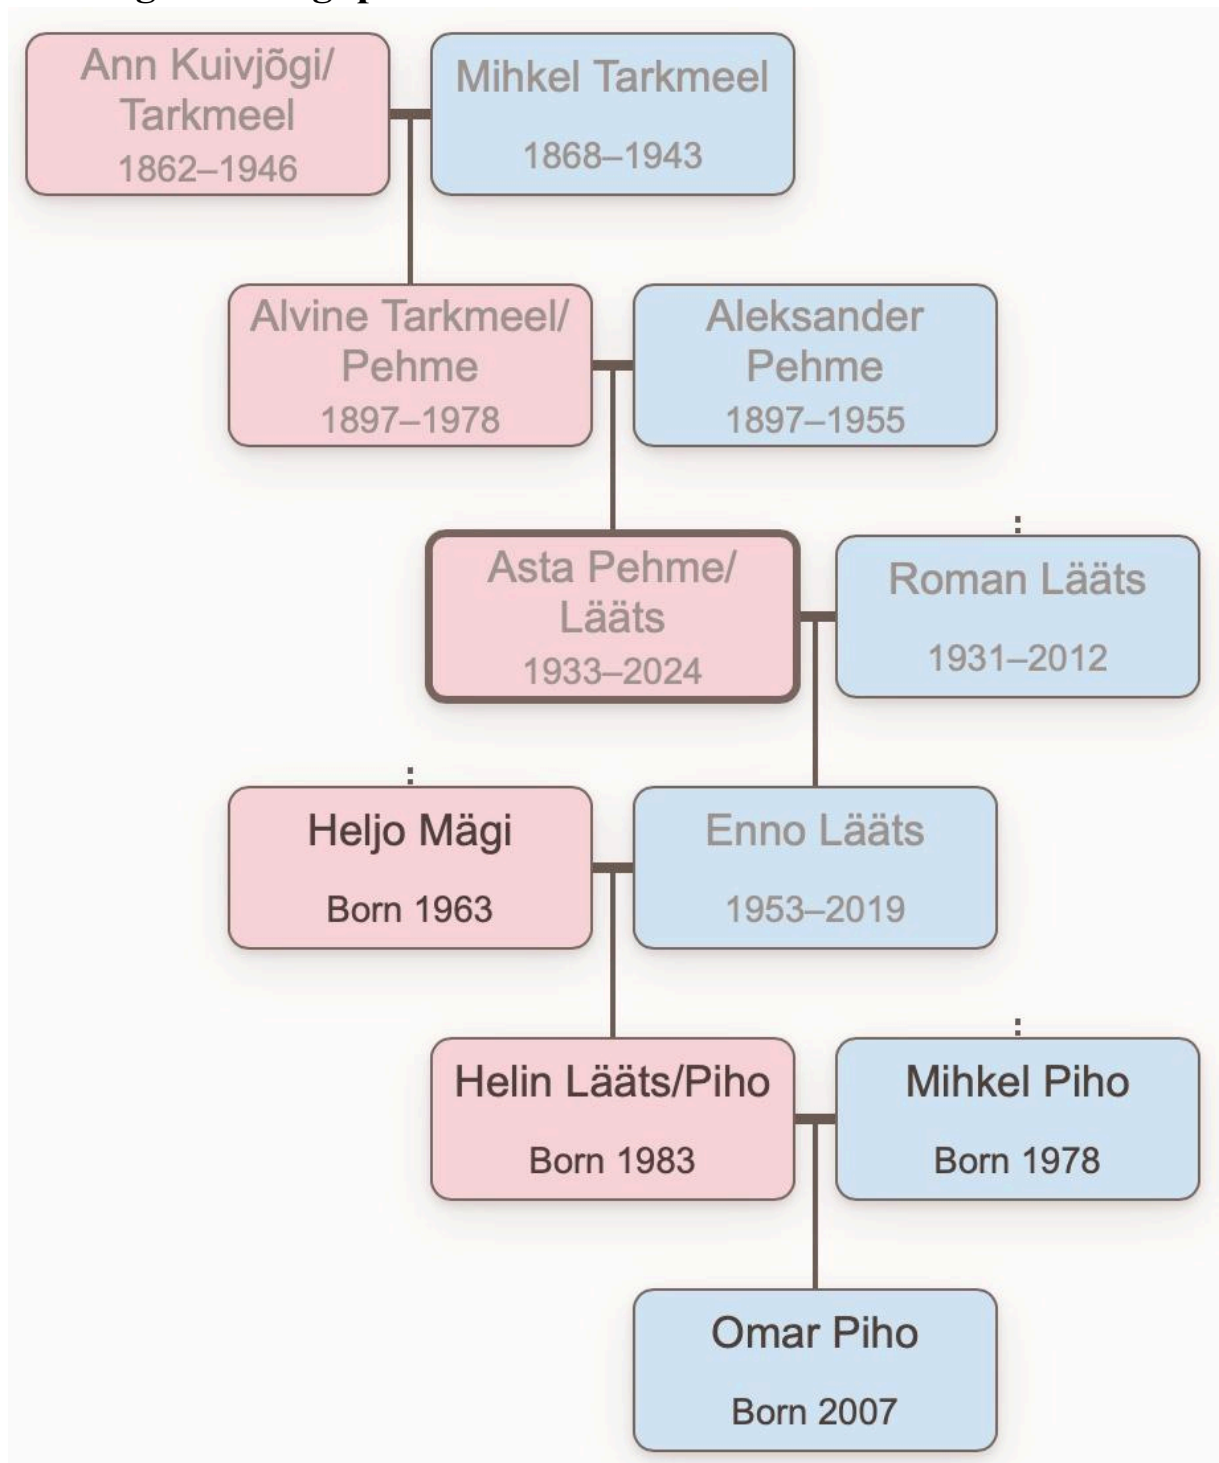 Ann Kuivjõgi/
Tarkmeel
1862–1946
Mihkel Tarkmeel
1868–1943
Alvine Tarkmeel/
Pehme
1897–1978
Aleksander
Pehme
1897–1955
Asta Pehme/
Lääts
1933–2024
Roman Lääts
1931–2012
Heljo Mägi
Born 1963
Enno Lääts
1953–2019
Helin Lääts/Piho
Born 1983
Mihkel Piho
Born 1978
Omar Piho
Born 2007